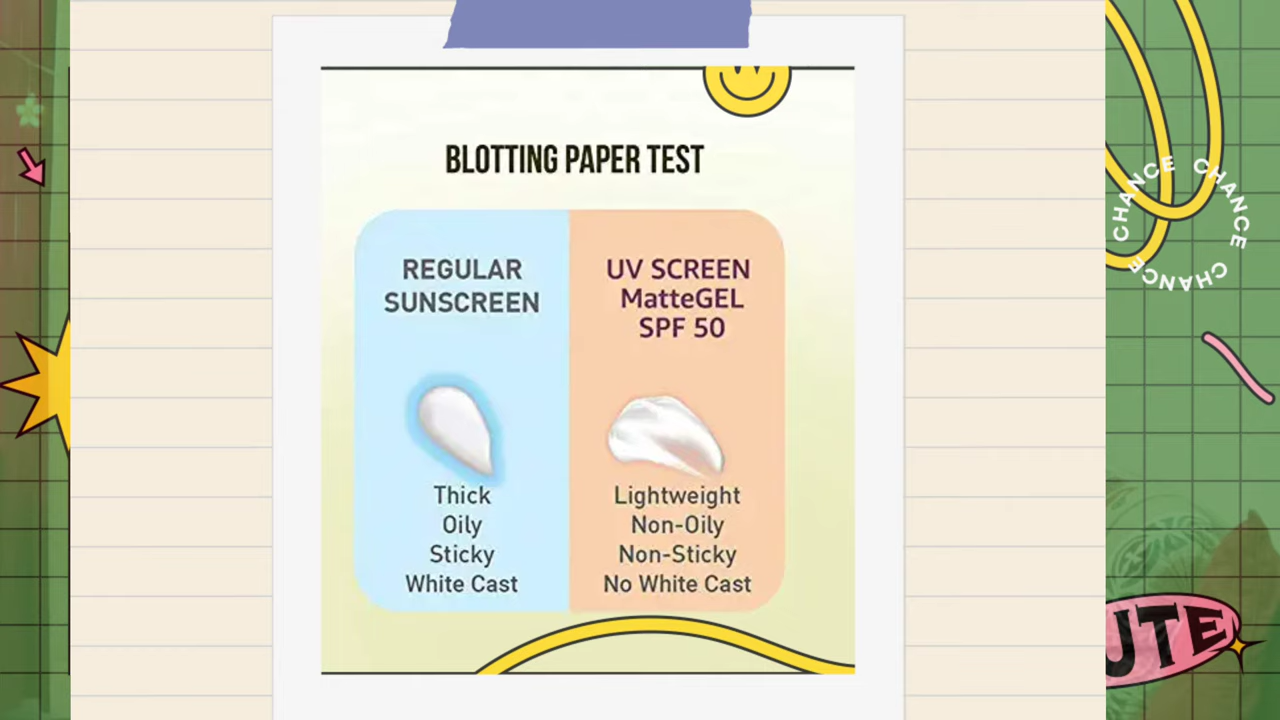 BLOTTING PAPER TEST
REGULAR
SUNSCREEN
Thick
Oily
Sticky
White Cast
UV SCREEN
MatteGEL
SPF 50
Lightweight
Non-Oily
Non-Sticky
No White Cast
CHANCE CHANCE CHANCE CHANCE
UTE